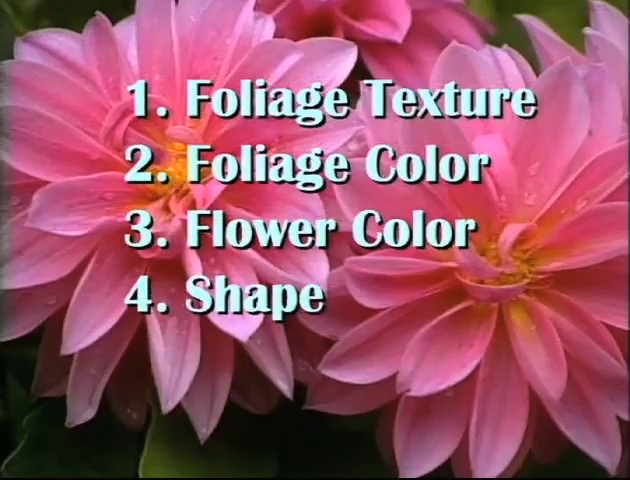 1. Foliage Texture
2. Foliage Color
3. Flower Color
4. Shape